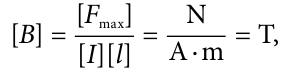 [B] = [F_max]/[I][l] = N/A·m = T,